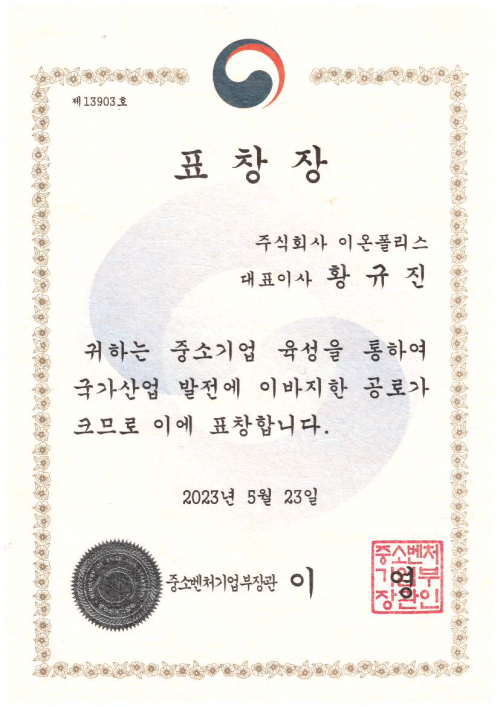 제13903호
표창장
주식회사 이온폴리스
대표이사 황규진
귀하는 중소기업 육성을 통하여
국가산업 발전에 이바지한 공로가
크므로 이에 표창합니다.
2023년 5월 23일
중소벤처기업부장관 이 영
중소벤처
기업부
장관인